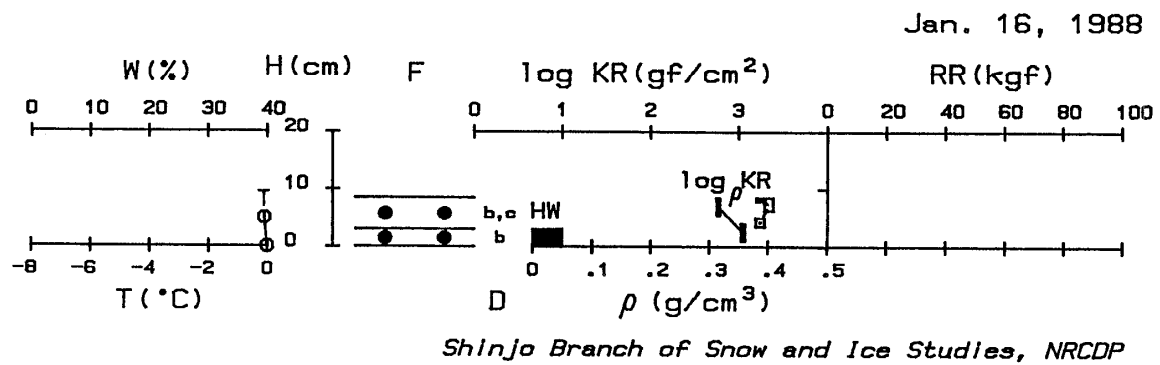 Jan. 16, 1988
W(%) H(cm) F log KR(gf/cm²) RR(kgf)
0 10 20 30 40 0 1 2 3 0 20 40 60 80 100
20
log KR
T 10 ρ
b,c HW
0 b
-8 -6 -4 -2 0 0 .1 .2 .3 .4 .5
T(°C) D ρ (g/cm³)
Shinjo Branch of Snow and Ice Studies, NRCDP